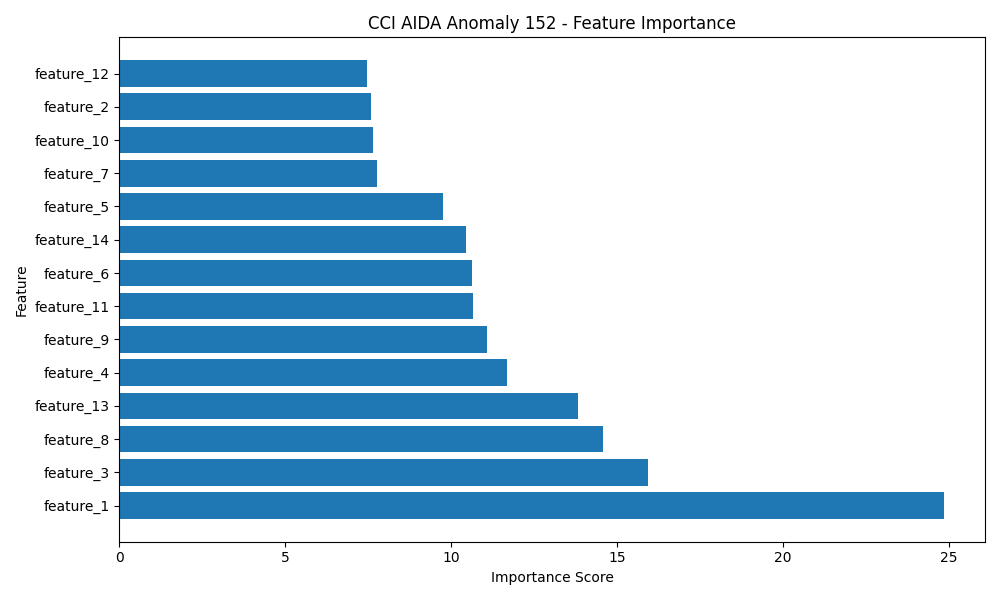 CCI AIDA Anomaly 152 - Feature Importance
Feature
feature_12
feature_2
feature_10
feature_7
feature_5
feature_14
feature_6
feature_11
feature_9
feature_4
feature_13
feature_8
feature_3
feature_1
0 5 10 15 20 25
Importance Score